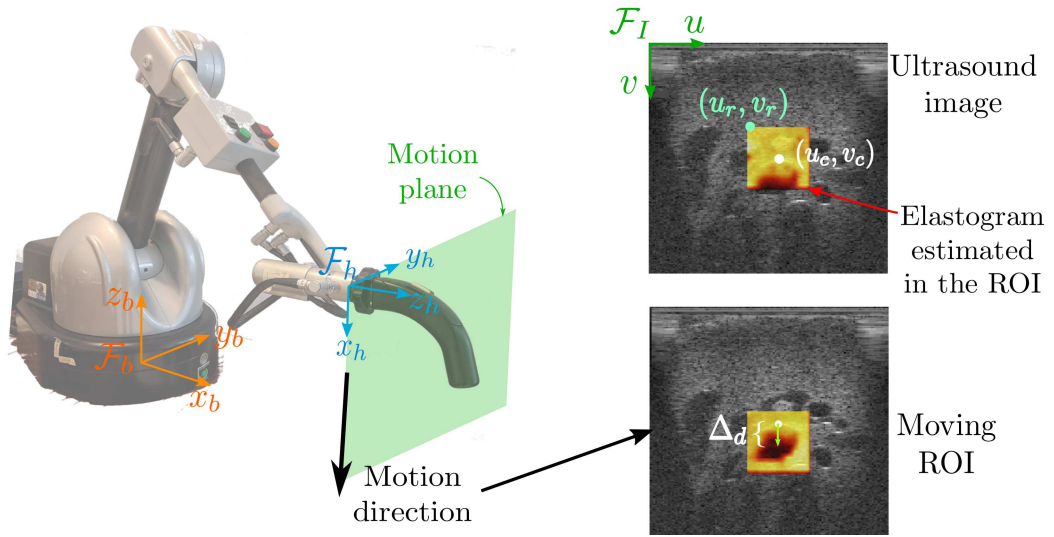 Motion
plane
𝓕_h
y_h
z_h
x_h
z_b
y_b
𝓕_b
x_b
Motion
direction
𝓕_I
u
v
(u_r, v_r)
(u_c, v_c)
Ultrasound
image
Elastogram
estimated
in the ROI
Δ_d {
Moving
ROI